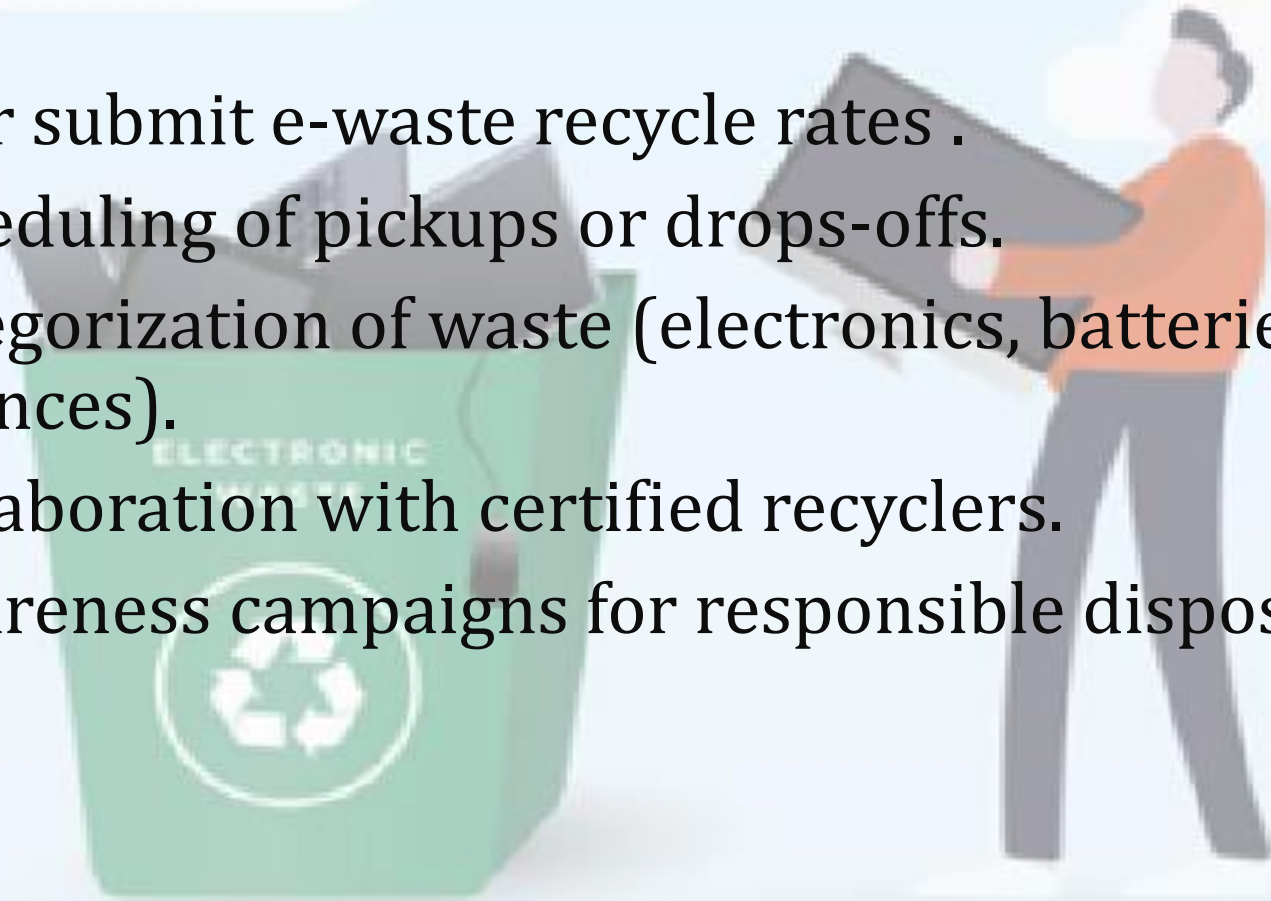 r submit e-waste recycle rates .
eduling of pickups or drops-offs.
egorization of waste (electronics, batterie
nces).
ELECTRONIC
WASTE
aboration with certified recyclers.
reness campaigns for responsible dispos